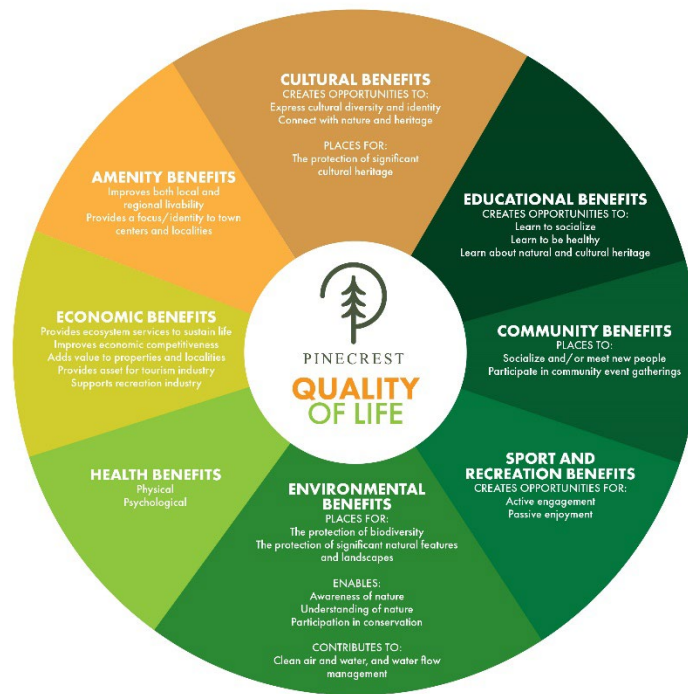 CULTURAL BENEFITS
CREATES OPPORTUNITIES TO:
Express cultural diversity and identity
Connect with nature and heritage
PLACES FOR:
The protection of significant
cultural heritage
EDUCATIONAL BENEFITS
CREATES OPPORTUNITIES TO:
Learn to socialize
Learn to be healthy
Learn about natural and cultural heritage
COMMUNITY BENEFITS
PLACES TO:
Socialize and/or meet new people
Participate in community event gatherings
SPORT AND
RECREATION BENEFITS
CREATES OPPORTUNITIES FOR:
Active engagement
Passive enjoyment
ENVIRONMENTAL
BENEFITS
PLACES FOR:
The protection of biodiversity
The protection of significant natural features
and landscapes
ENABLES:
Awareness of nature
Understanding of nature
Participation in conservation
CONTRIBUTES TO:
Clean air and water, and water flow
management
HEALTH BENEFITS
Physical
Psychological
ECONOMIC BENEFITS
Provides ecosystem services to sustain life
Improves economic competitiveness
Adds value to properties and localities
Provides asset for tourism industry
Supports recreation industry
AMENITY BENEFITS
Improves both local and
regional livability
Provides a focus/identity to town
centers and localities
PINECREST
QUALITY
OF LIFE